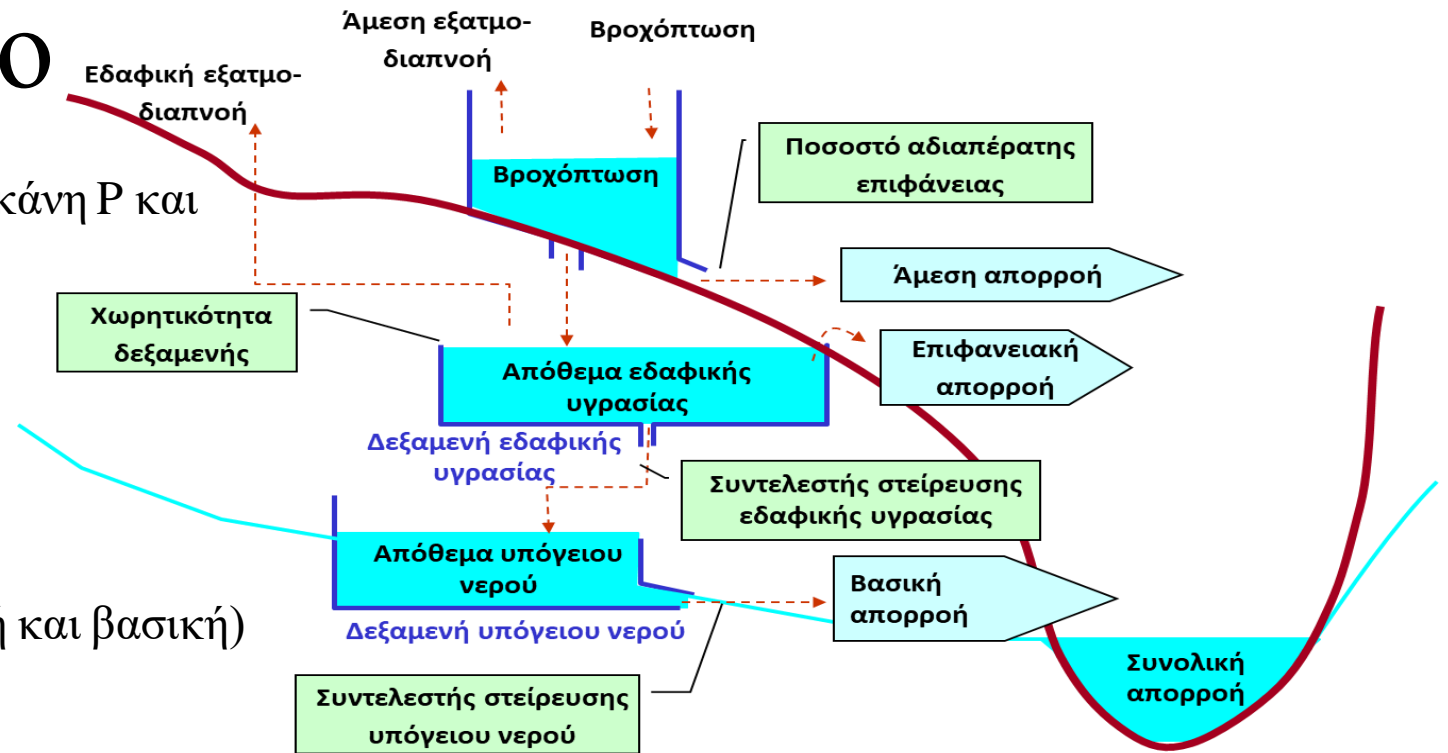 ο
Άμεση εξατμο-
διαπνοή
Βροχόπτωση
Εδαφική εξατμο-
διαπνοή
κάνη P και
Βροχόπτωση
Ποσοστό αδιαπέρατης
επιφάνειας
Άμεση απορροή
Χωρητικότητα
δεξαμενής
Επιφανειακή
απορροή
Απόθεμα εδαφικής
υγρασίας
Δεξαμενή εδαφικής
υγρασίας
Συντελεστής στείρευσης
εδαφικής υγρασίας
Απόθεμα υπόγειου
νερού
Βασική
απορροή
ή και βασική)
Δεξαμενή υπόγειου νερού
Συνολική
απορροή
Συντελεστής στείρευσης
υπόγειου νερού